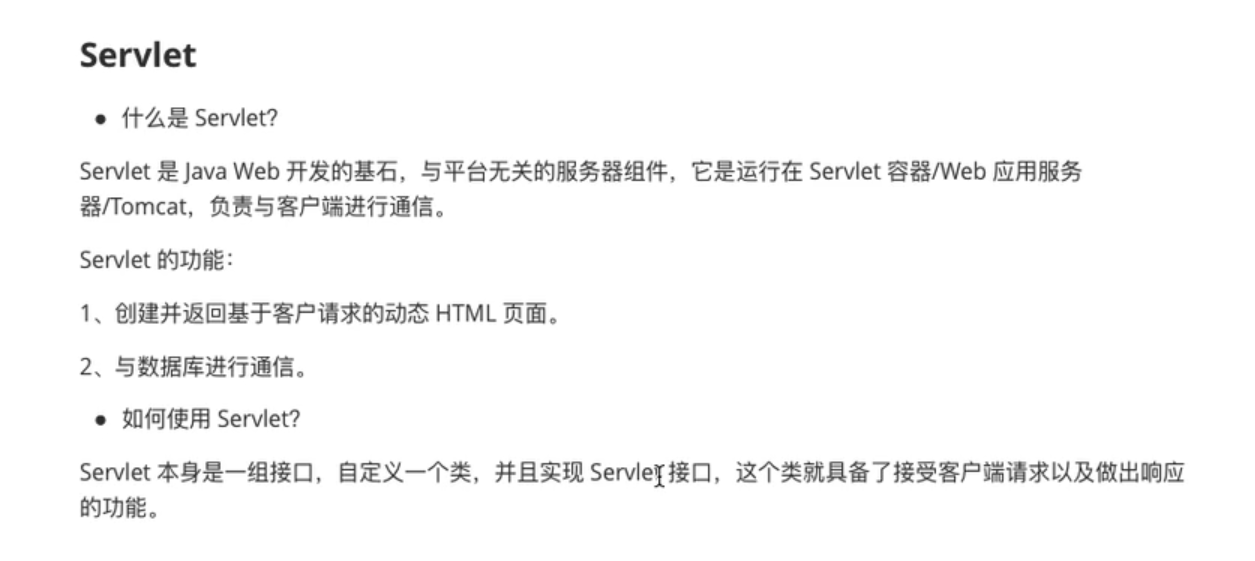 Servlet
● 什么是 Servlet?
Servlet 是 Java Web 开发的基石，与平台无关的服务器组件，它是运行在 Servlet 容器/Web 应用服务
器/Tomcat，负责与客户端进行通信。
Servlet 的功能：
1、创建并返回基于客户请求的动态 HTML 页面。
2、与数据库进行通信。
● 如何使用 Servlet?
Servlet 本身是一组接口，自定义一个类，并且实现 Servlet 接口，这个类就具备了接受客户端请求以及做出响应
的功能。